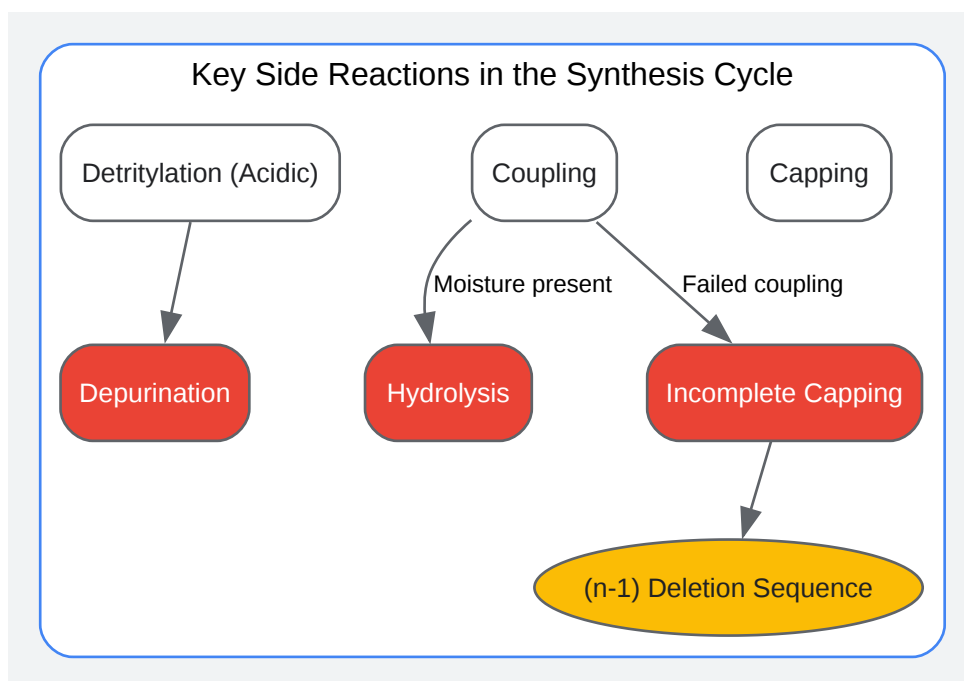 Key Side Reactions in the Synthesis Cycle
Detritylation (Acidic)
Coupling
Capping
Moisture present
Failed coupling
Depurination
Hydrolysis
Incomplete Capping
(n-1) Deletion Sequence